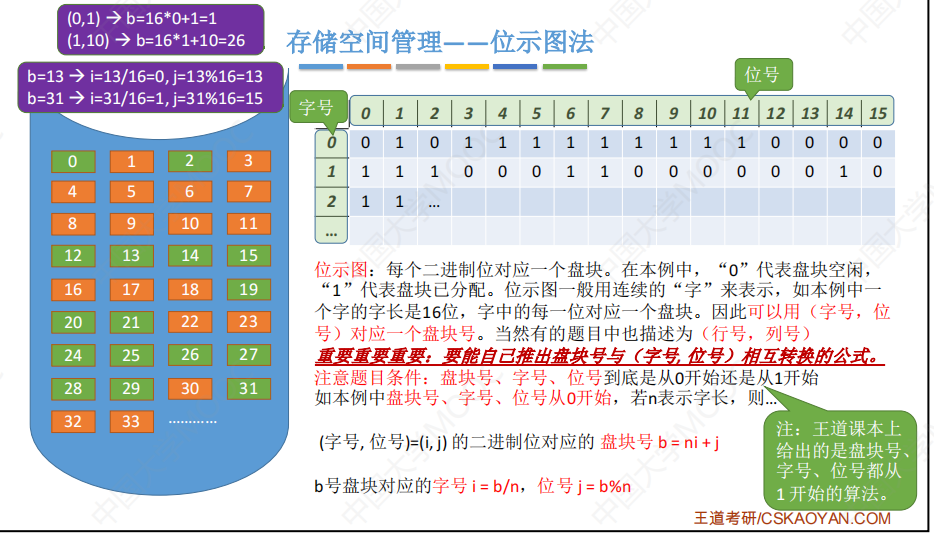 (0,1) → b=16*0+1=1
(1,10) → b=16*1+10=26
存储空间管理——位示图法
b=13 → i=13/16=0, j=13%16=13
b=31 → i=31/16=1, j=31%16=15
0 1 2 3
4 5 6 7
8 9 10 11
12 13 14 15
16 17 18 19
20 21 22 23
24 25 26 27
28 29 30 31
32 33 …………
位号
字号
0 1 2 3 4 5 6 7 8 9 10 11 12 13 14 15
0 0 1 0 1 1 1 1 1 1 1 1 1 0 0 0 0
1 1 1 1 0 0 0 1 1 0 0 0 0 0 0 1 0
2 1 1 …
…
位示图：每个二进制位对应一个盘块。在本例中，“0”代表盘块空闲，
“1”代表盘块已分配。位示图一般用连续的“字”来表示，如本例中一
个字的字长是16位，字中的每一位对应一个盘块。因此可以用（字号，位
号）对应一个盘块号。当然有的题目中也描述为（行号，列号）
重要重要重要：要能自己推出盘块号与（字号, 位号）相互转换的公式。
注意题目条件：盘块号、字号、位号到底是从0开始还是从1开始
如本例中盘块号、字号、位号从0开始，若n表示字长，则…
(字号, 位号)=(i, j) 的二进制位对应的 盘块号 b = ni + j
b号盘块对应的字号 i = b/n，位号 j = b%n
注：王道课本上
给出的是盘块号、
字号、位号都从
1 开始的算法。
王道考研/CSKAOYAN.COM
中国大学MOOC